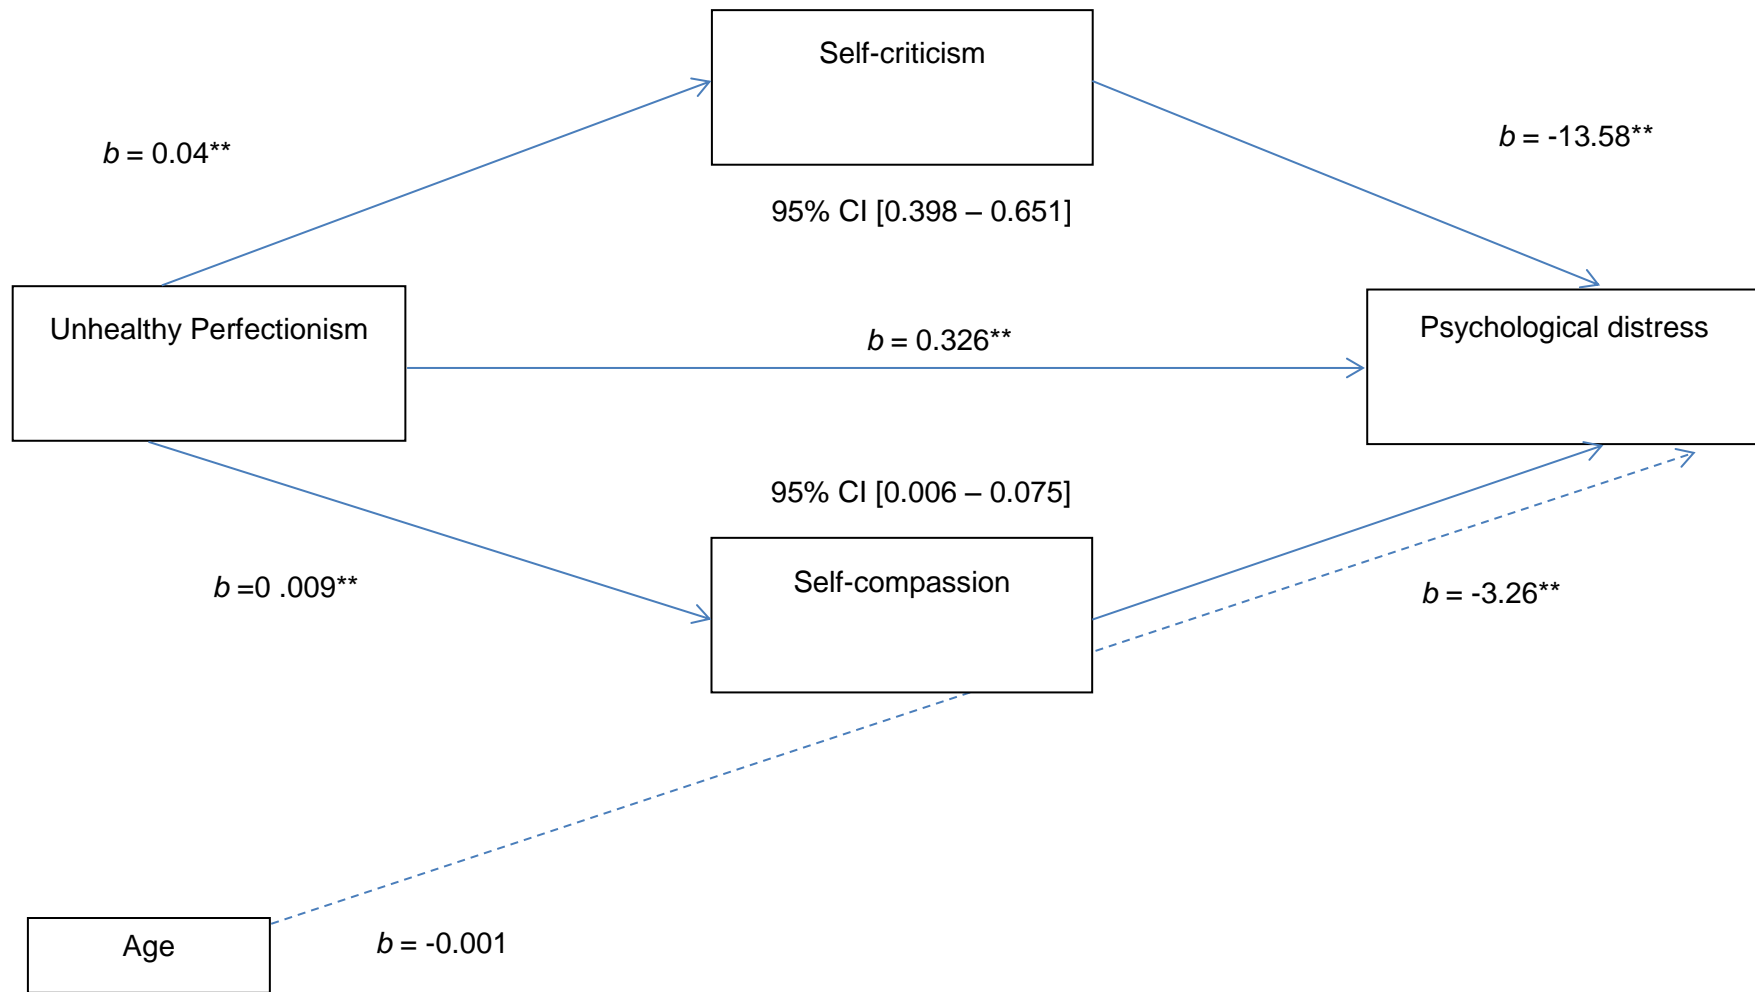 Self-criticism
b = 0.04**
b = -13.58**
95% CI [0.398 – 0.651]
Unhealthy Perfectionism
b = 0.326**
Psychological distress
95% CI [0.006 – 0.075]
b =0 .009**
Self-compassion
b = -3.26**
Age
b = -0.001